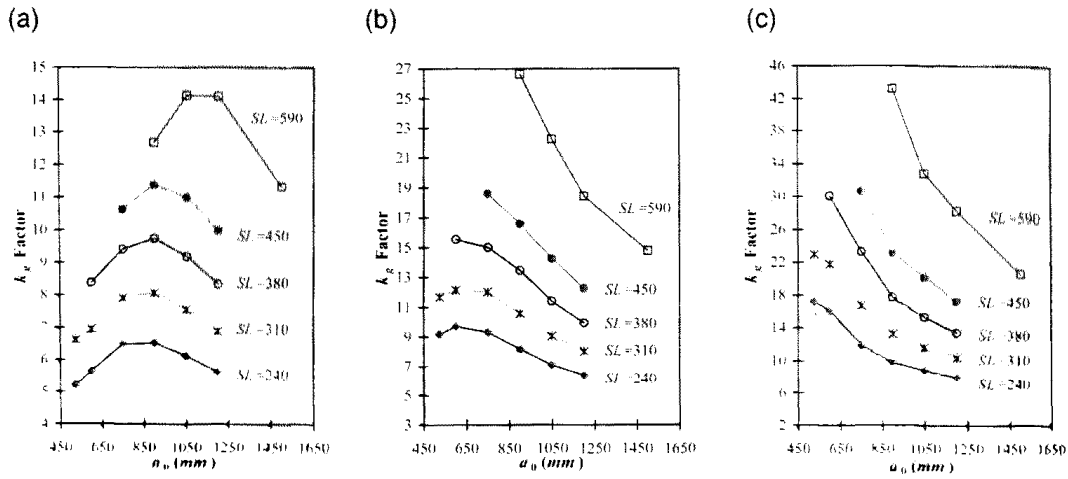 (a)
15
14
13
12
11
10
9
8
7
6
5
4
k_g Factor
SL=590
SL=450
SL=380
SL=310
SL=240
450 650 850 1050 1250 1450 1650
a_0 (mm)
(b)
27
25
23
21
19
17
15
13
11
9
7
5
3
k_g Factor
SL=590
SL=450
SL=380
SL=310
SL=240
450 650 850 1050 1250 1450 1650
a_0 (mm)
(c)
46
42
38
34
30
26
22
18
14
10
6
2
k_g Factor
SL=590
SL=450
SL=380
SL=310
SL=240
450 650 850 1050 1250 1450 1650
a_0 (mm)